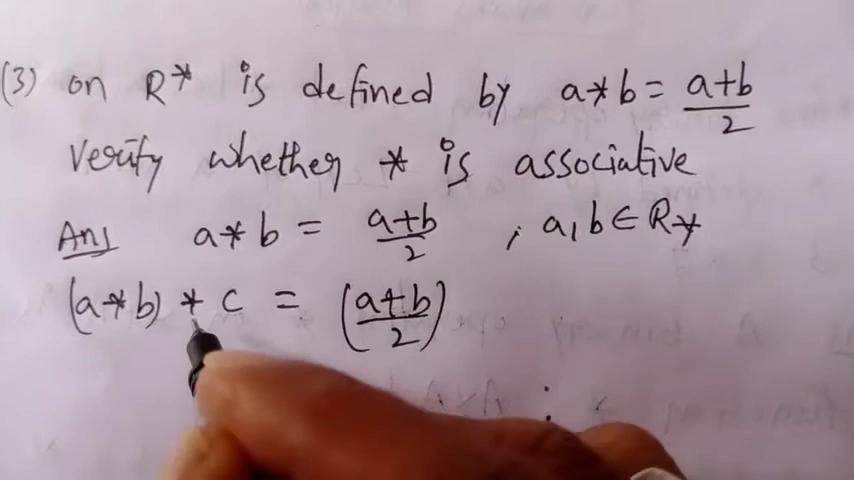 (3) on R* is defined by a*b = a+b/2
Verify whether * is associative
Ans a*b = a+b/2 , a,b ∈ R*
(a*b) * c = (a+b/2)